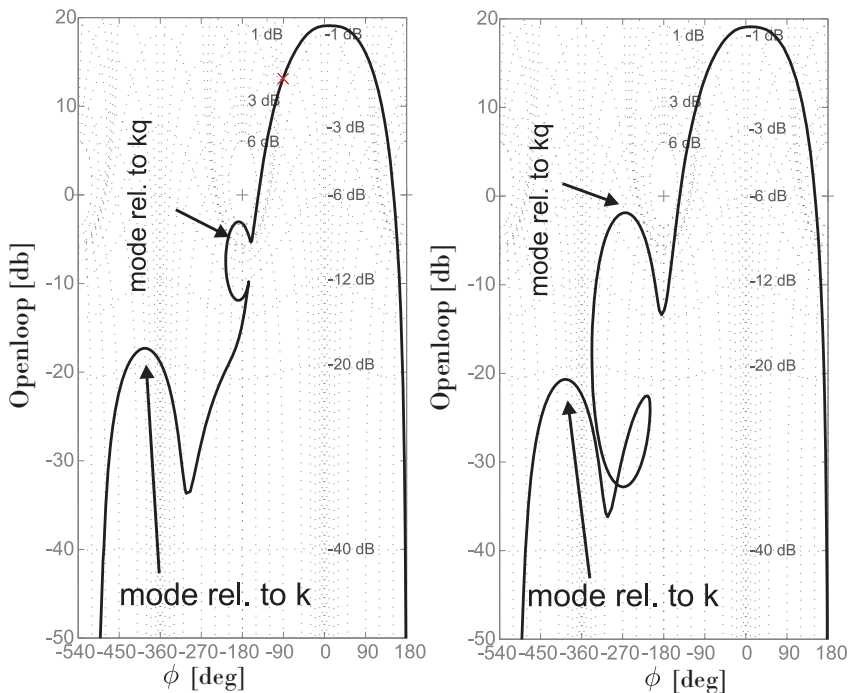 20
10
0
-10
-20
-30
-40
-50
-540
-450
-360
-270
-180
-90
0
90
180
Openloop [db]
ϕ [deg]
1 dB
-1 dB
3 dB
-3 dB
6 dB
-6 dB
-12 dB
-20 dB
-40 dB
mode rel. to kq
mode rel. to k
20
10
0
-10
-20
-30
-40
-50
-540
-450
-360
-270
-180
-90
0
90
180
Openloop [db]
ϕ [deg]
1 dB
-1 dB
3 dB
-3 dB
6 dB
-6 dB
-12 dB
-20 dB
-40 dB
mode rel. to kq
mode rel. to k